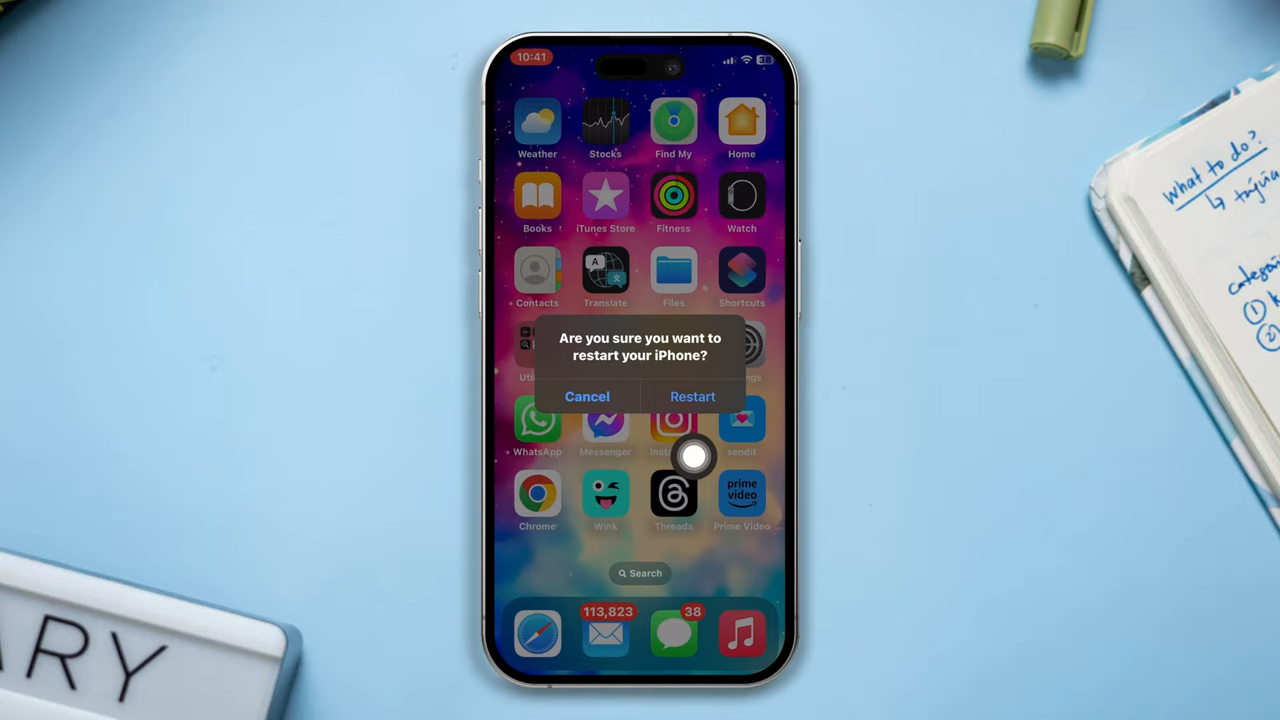 10:41
38
Weather
Stocks
Find My
Home
Books
iTunes Store
Fitness
Watch
Contacts
Translate
Files
Shortcuts
Are you sure you want to
restart your iPhone?
Cancel
Restart
WhatsApp
Messenger
sendit
Chrome
Wink
Threads
prime
video
Prime Video
Search
113,823
38
What to do?
ARY